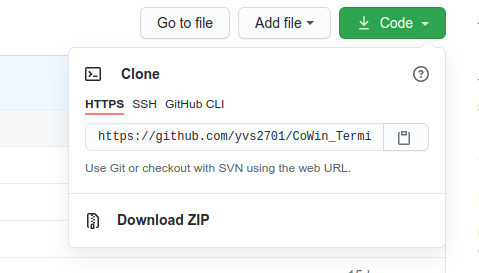 Go to file Add file Code
Clone
HTTPS SSH GitHub CLI
https://github.com/yvs2701/CoWin_Termi
Use Git or checkout with SVN using the web URL.
Download ZIP